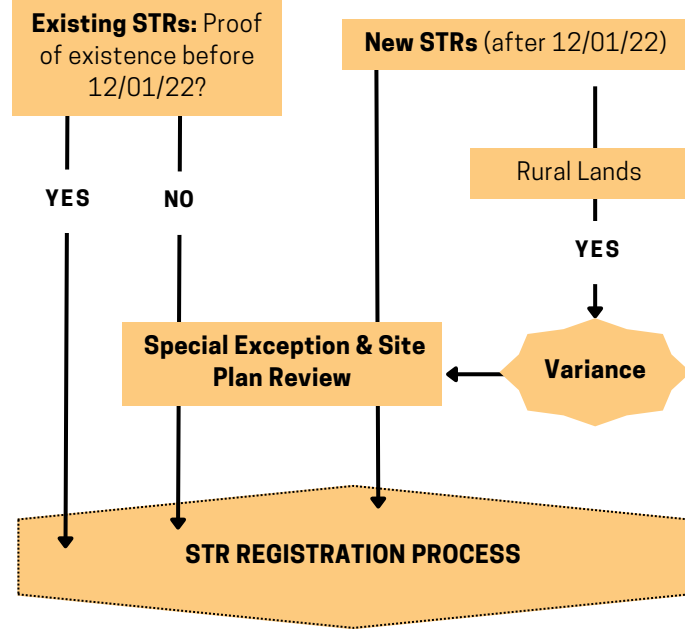 Existing STRs: Proof
of existence before
12/01/22?
New STRs (after 12/01/22)
Rural Lands
YES
NO
YES
Special Exception & Site
Plan Review
Variance
STR REGISTRATION PROCESS